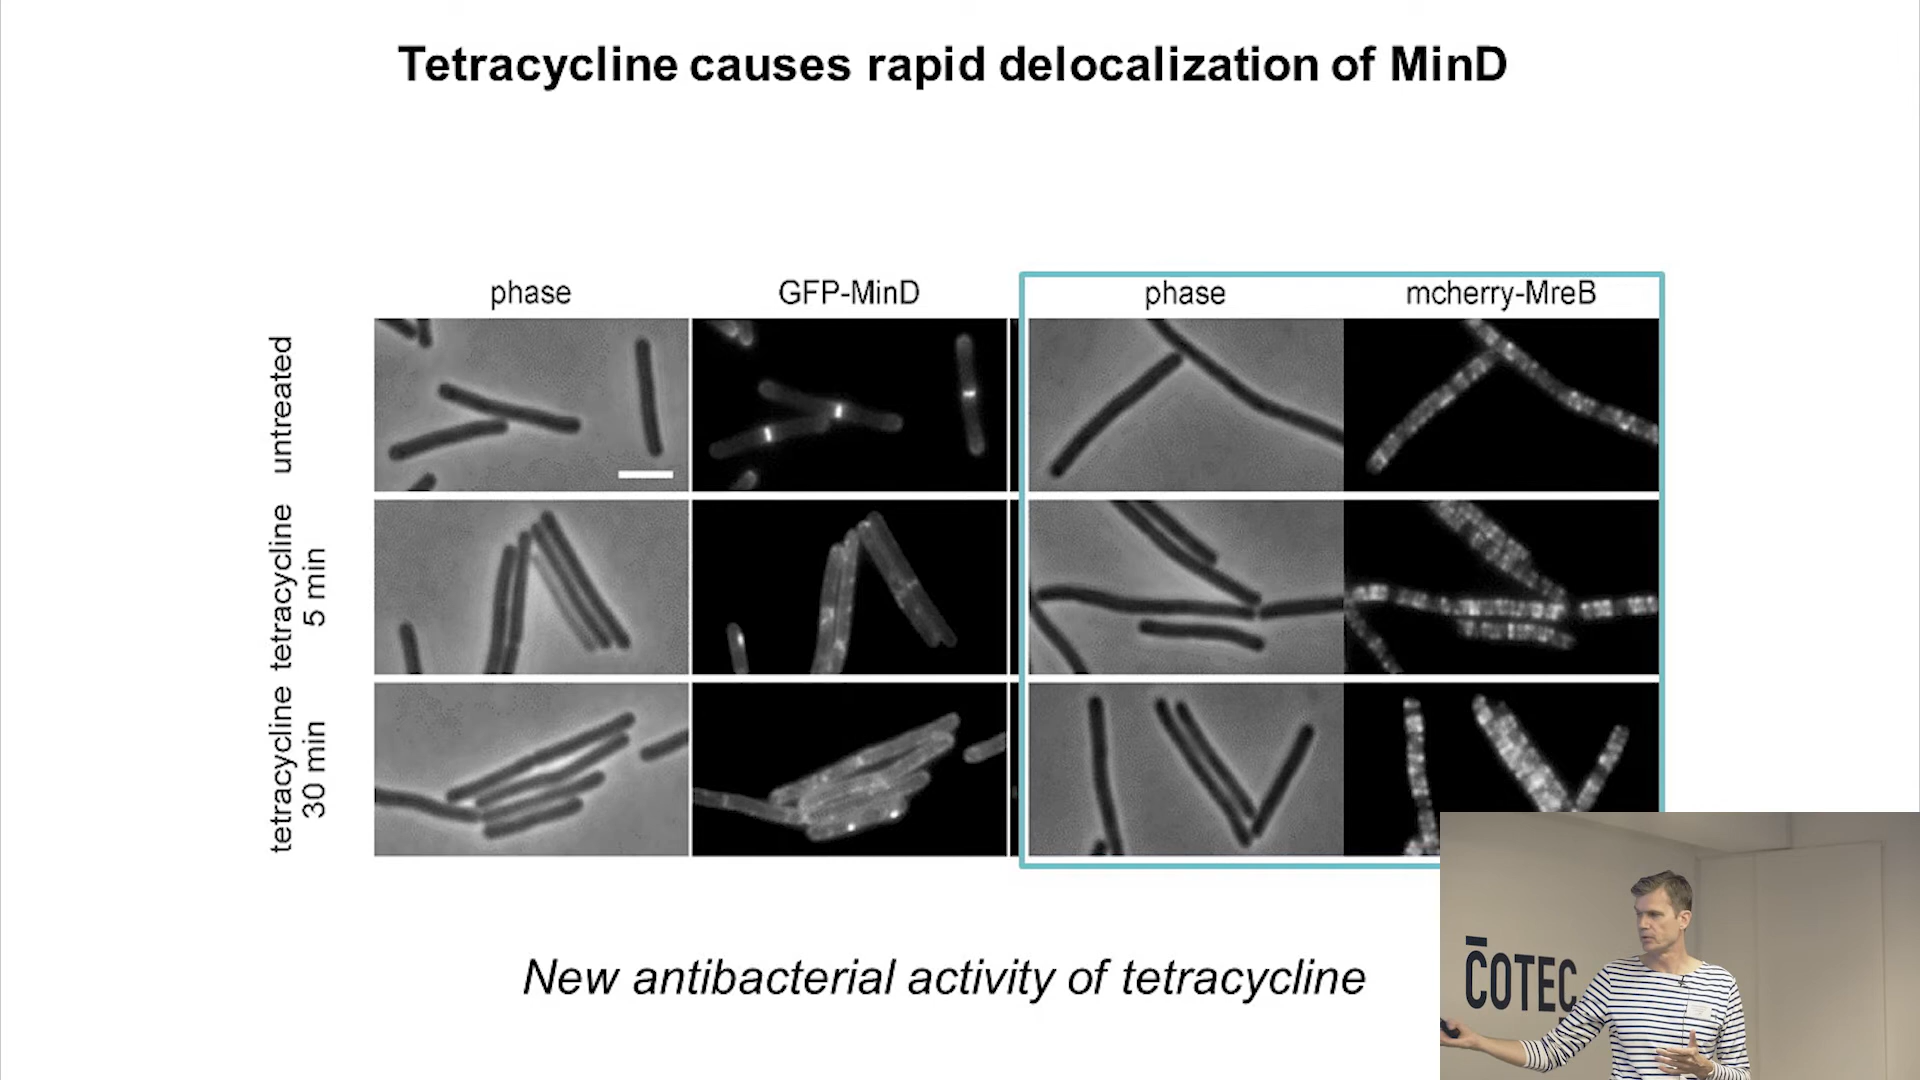 Tetracycline causes rapid delocalization of MinD
phase
GFP-MinD
phase
mcherry-MreB
untreated
tetracycline
5 min
tetracycline
30 min
New antibacterial activity of tetracycline
COTEC